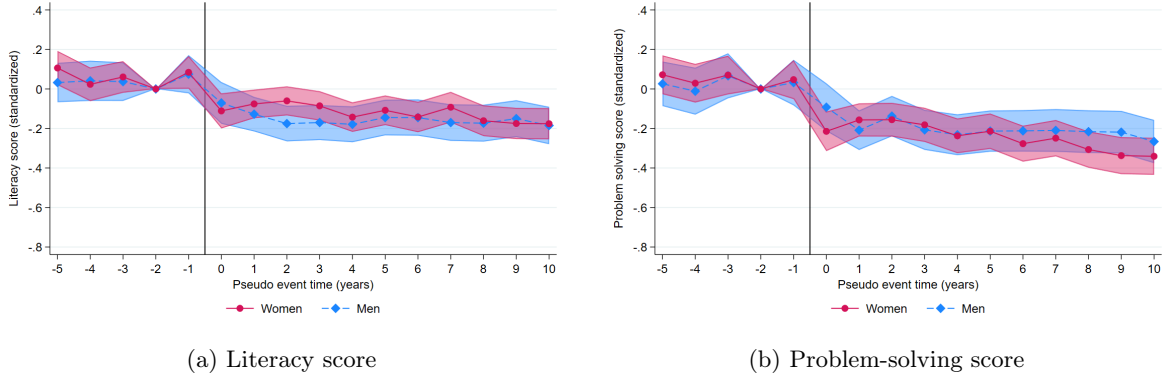 Literacy score (standardized)
.4
.2
0
-.2
-.4
-.6
-.8
-5 -4 -3 -2 -1 0 1 2 3 4 5 6 7 8 9 10
Pseudo event time (years)
Women Men
(a) Literacy score
Problem solving score (standardized)
.4
.2
0
-.2
-.4
-.6
-.8
-5 -4 -3 -2 -1 0 1 2 3 4 5 6 7 8 9 10
Pseudo event time (years)
Women Men
(b) Problem-solving score